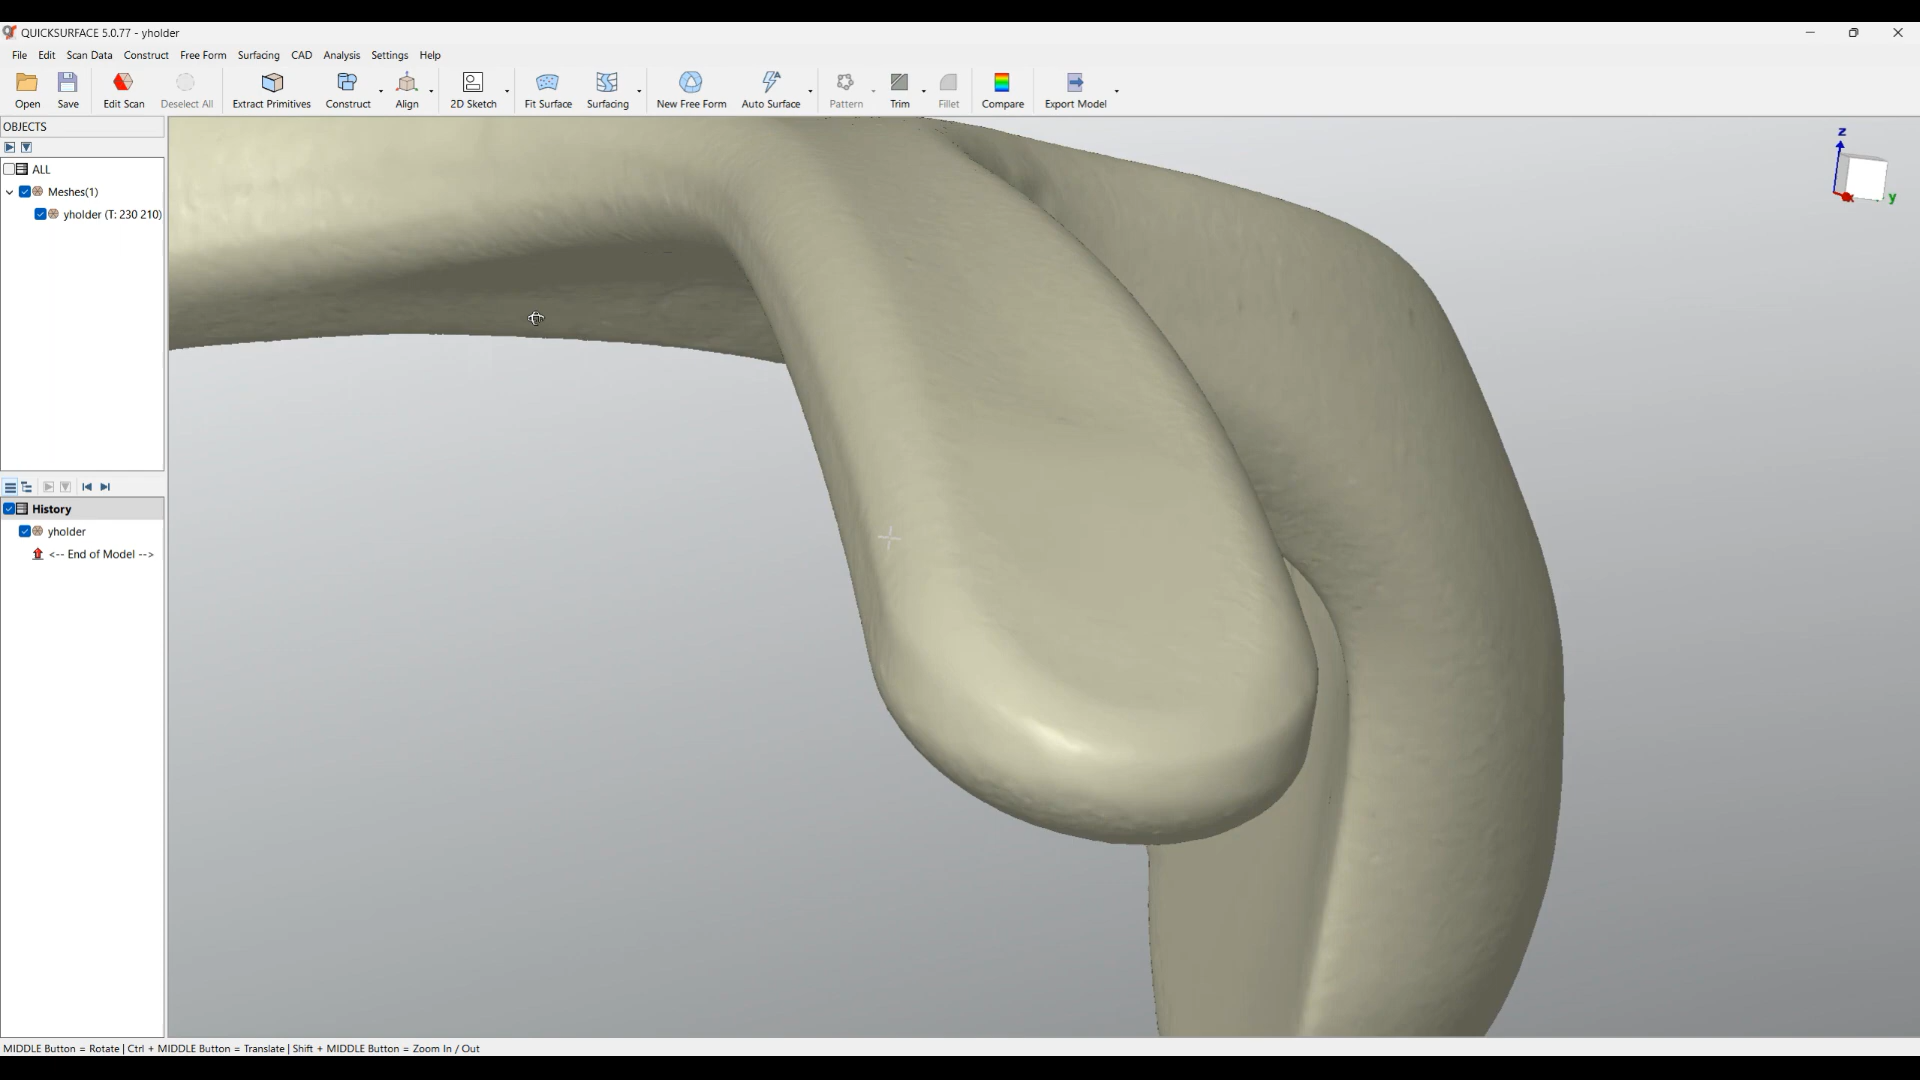 QUICKSURFACE 5.0.77 - yholder
File Edit Scan Data Construct Free Form Surfacing CAD Analysis Settings Help
Open Save Edit Scan Deselect All Extract Primitives Construct Align 2D Sketch Fit Surface Surfacing New Free Form Auto Surface Pattern Trim Fillet Compare Export Model
OBJECTS
ALL
Meshes(1)
yholder (T: 230 210)
History
yholder
<-- End of Model -->
z
x
y
MIDDLE Button = Rotate | Ctrl + MIDDLE Button = Translate | Shift + MIDDLE Button = Zoom In / Out